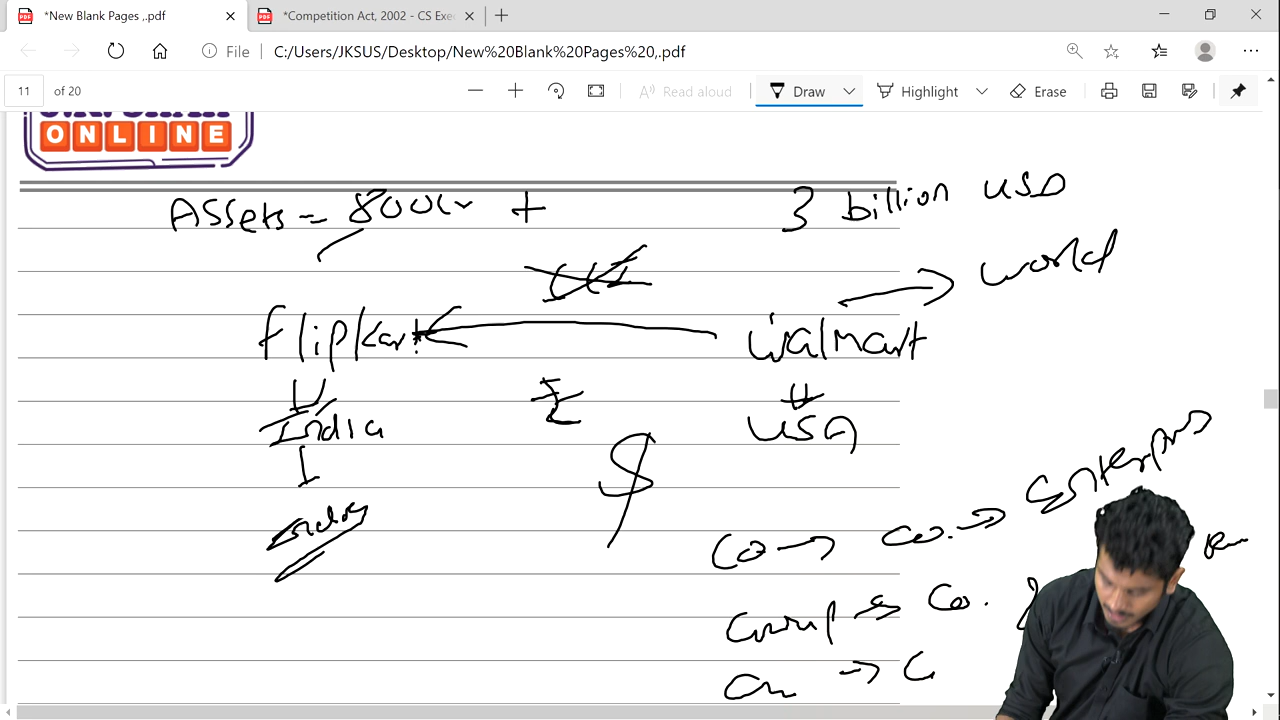 *New Blank Pages ,.pdf
*Competition Act, 2002 - CS Exe
File C:/Users/JKSUS/Desktop/New%20Blank%20Pages%20,.pdf
11 of 20 Read aloud Draw Highlight Erase
ONLINE
Assets = 800Cr + 3 billion USD
CCI → World
Flipkart Walmart
India ₹ USA
$
Co → Co. → Enterprises
Group → Co.